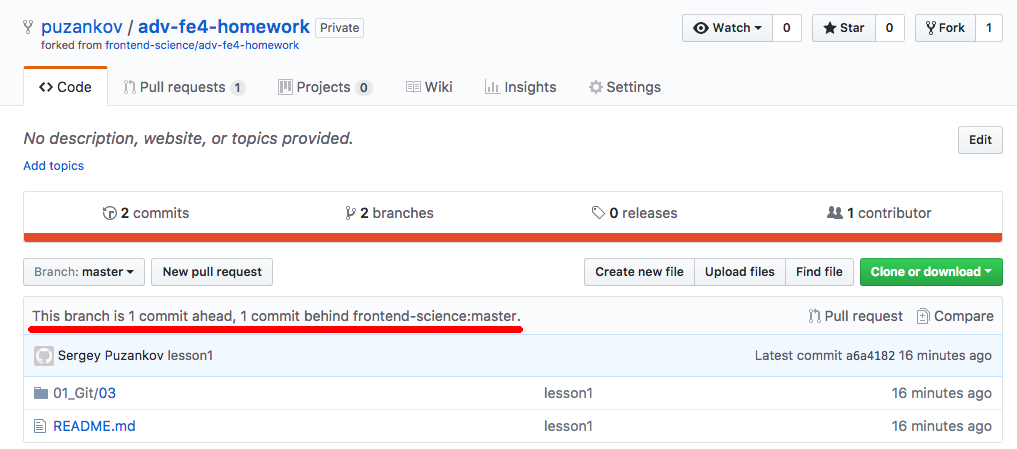 puzankov / adv-fe4-homework Private Watch 0 Star 0 Fork 1
forked from frontend-science/adv-fe4-homework
Code Pull requests 1 Projects 0 Wiki Insights Settings
No description, website, or topics provided. Edit
Add topics
2 commits 2 branches 0 releases 1 contributor
Branch: master New pull request Create new file Upload files Find file Clone or download
This branch is 1 commit ahead, 1 commit behind frontend-science:master. Pull request Compare
Sergey Puzankov lesson1 Latest commit a6a4182 16 minutes ago
01_Git/03 lesson1 16 minutes ago
README.md lesson1 16 minutes ago